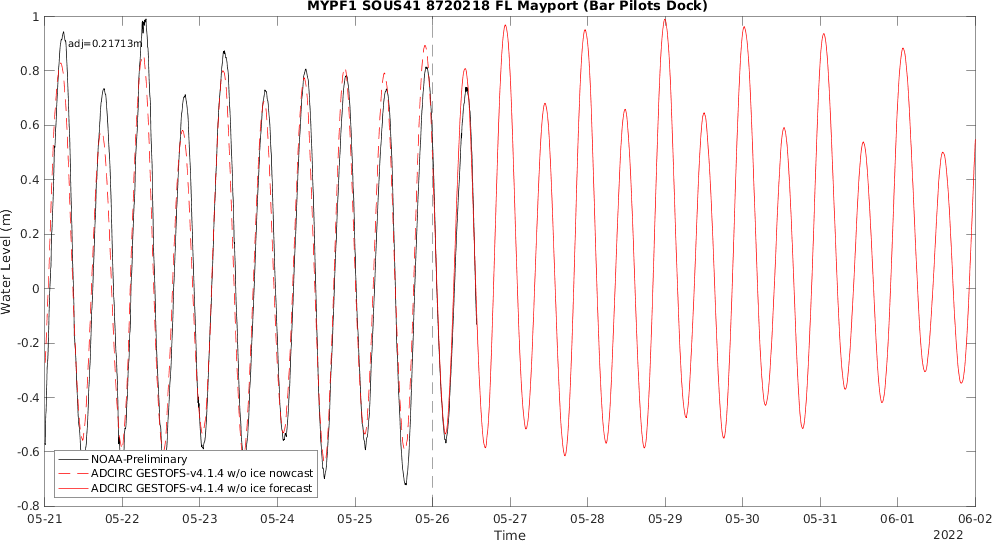 MYPF1 SOUS41 8720218 FL Mayport (Bar Pilots Dock)
1
adj=0.21713m
0.8
0.6
0.4
0.2
0
-0.2
-0.4
-0.6
-0.8
Water Level (m)
NOAA-Preliminary
ADCIRC GESTOFS-v4.1.4 w/o ice nowcast
ADCIRC GESTOFS-v4.1.4 w/o ice forecast
05-21 05-22 05-23 05-24 05-25 05-26 05-27 05-28 05-29 05-30 05-31 06-01 06-02
Time
2022